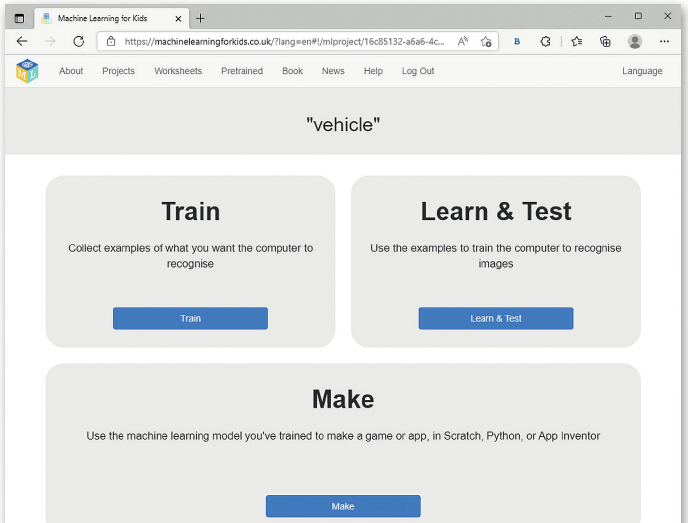 Machine Learning for Kids
https://machinelearningforkids.co.uk/?lang=en#!/mlproject/16c85132-a6a6-4c...
About Projects Worksheets Pretrained Book News Help Log Out Language
"vehicle"
Train
Collect examples of what you want the computer to
recognise
Train
Learn & Test
Use the examples to train the computer to recognise
images
Learn & Test
Make
Use the machine learning model you've trained to make a game or app, in Scratch, Python, or App Inventor
Make